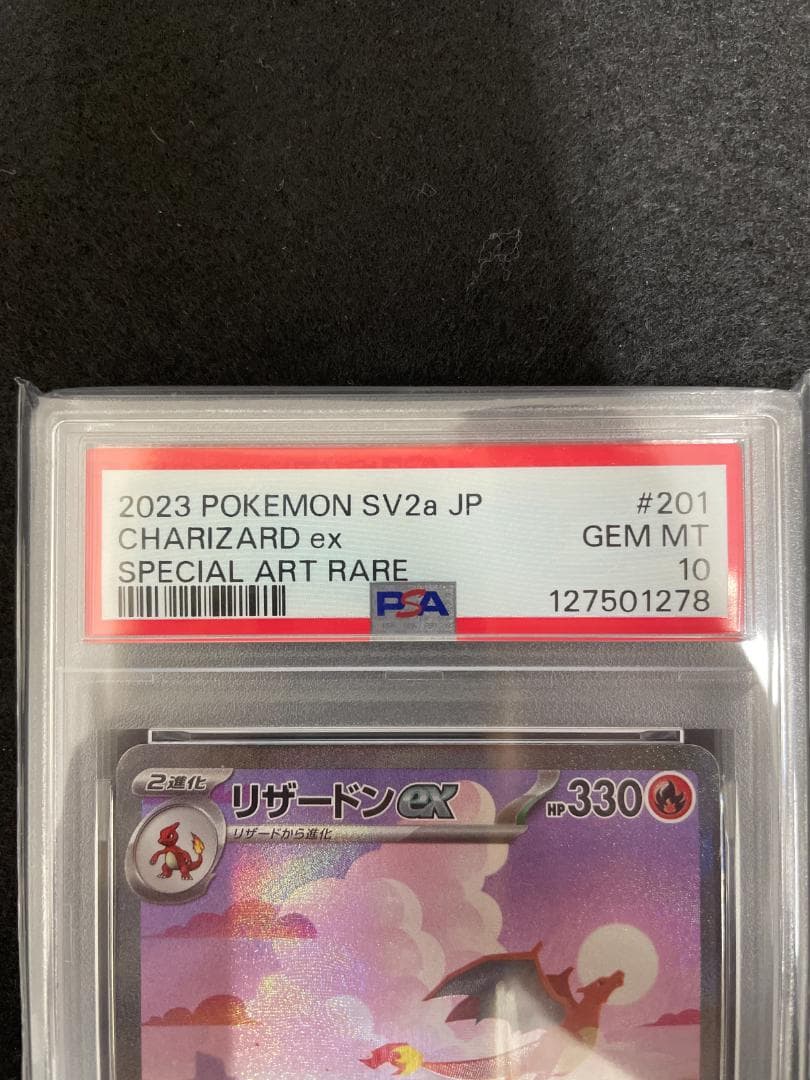 2023 POKEMON SV2a JP #201
CHARIZARD ex GEM MT
SPECIAL ART RARE 10
PSA 127501278
2進化 リザードンex HP330
リザードから進化